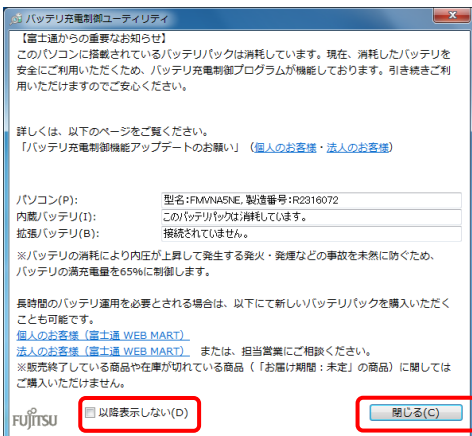 バッテリ充電制御ユーティリティ
【富士通からの重要なお知らせ】
このパソコンに搭載されているバッテリパックは消耗しています。現在、消耗したバッテリを
安全にご利用いただくため、バッテリ充電制御プログラムが機能しております。引き続きご利
用いただけますのでご安心ください。
詳しくは、以下のページをご覧ください。
「バッテリ充電制御機能アップデートのお願い」（個人のお客様・法人のお客様）
パソコン(P): 型名:FMVNA5NE, 製造番号:R2316072
内蔵バッテリ(I): このバッテリパックは消耗しています。
拡張バッテリ(B): 接続されていません。
※バッテリの消耗により内圧が上昇して発生する発火・発煙などの事故を未然に防ぐため、
バッテリの満充電量を65%に制御します。
長時間のバッテリ運用を必要とされる場合は、以下にて新しいバッテリパックを購入いただく
ことも可能です。
個人のお客様（富士通 WEB MART）
法人のお客様（富士通 WEB MART） または、担当営業にご相談ください。
※販売終了している商品や在庫が切れている商品（「お届け期間：未定」の商品）に関しては
ご購入いただけません。
FUJITSU 以降表示しない(D) 閉じる(C)